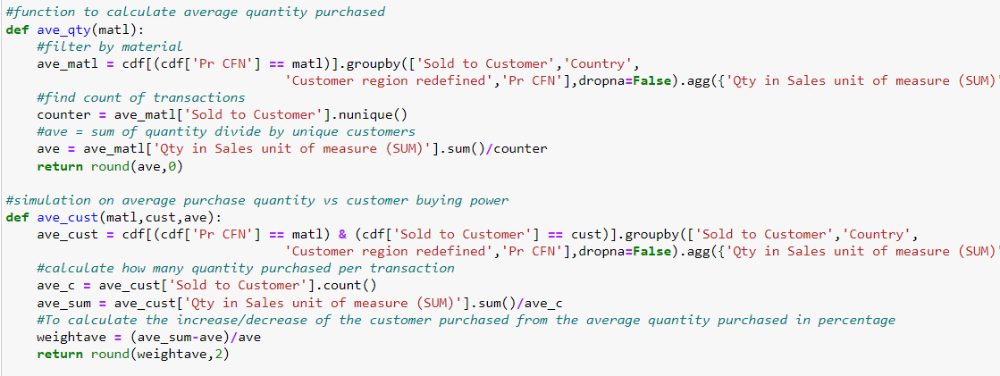 #function to calculate average quantity purchased
def ave_qty(matl):
    #filter by material
    ave_matl = cdf[(cdf['Pr CFN'] == matl)].groupby(['Sold to Customer','Country',
                                    'Customer region redefined','Pr CFN'],dropna=False).agg({'Qty in Sales unit of measure (SUM)'
    #find count of transactions
    counter = ave_matl['Sold to Customer'].nunique()
    #ave = sum of quantity divide by unique customers
    ave = ave_matl['Qty in Sales unit of measure (SUM)'].sum()/counter
    return round(ave,0)

#simulation on average purchase quantity vs customer buying power
def ave_cust(matl,cust,ave):
    ave_cust = cdf[(cdf['Pr CFN'] == matl) & (cdf['Sold to Customer'] == cust)].groupby(['Sold to Customer','Country',
                                    'Customer region redefined','Pr CFN'],dropna=False).agg({'Qty in Sales unit of measure (SUM)'
    #calculate how many quantity purchased per transaction
    ave_c = ave_cust['Sold to Customer'].count()
    ave_sum = ave_cust['Qty in Sales unit of measure (SUM)'].sum()/ave_c
    #To calculate the increase/decrease of the customer purchased from the average quantity purchased in percentage
    weightave = (ave_sum-ave)/ave
    return round(weightave,2)